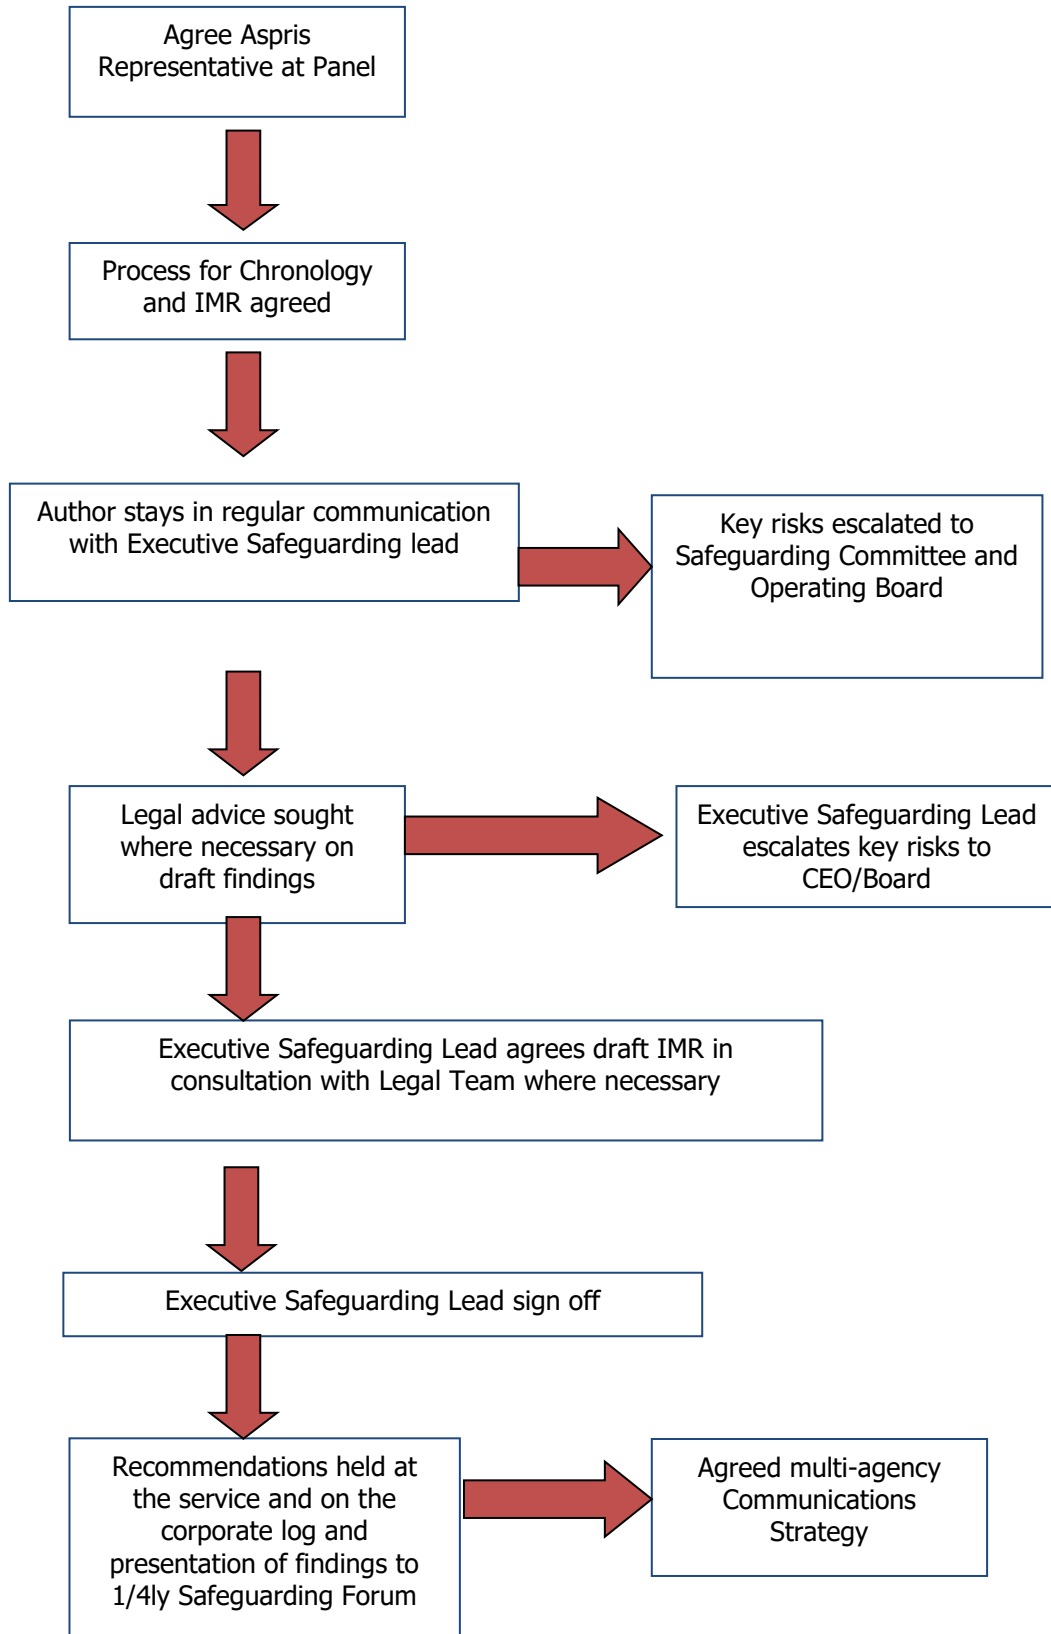 Agree Aspris
Representative at Panel
Process for Chronology
and IMR agreed
Author stays in regular communication
with Executive Safeguarding lead
Key risks escalated to
Safeguarding Committee and
Operating Board
Legal advice sought
where necessary on
draft findings
Executive Safeguarding Lead
escalates key risks to
CEO/Board
Executive Safeguarding Lead agrees draft IMR in
consultation with Legal Team where necessary
Executive Safeguarding Lead sign off
Recommendations held at
the service and on the
corporate log and
presentation of findings to
1/4ly Safeguarding Forum
Agreed multi-agency
Communications
Strategy